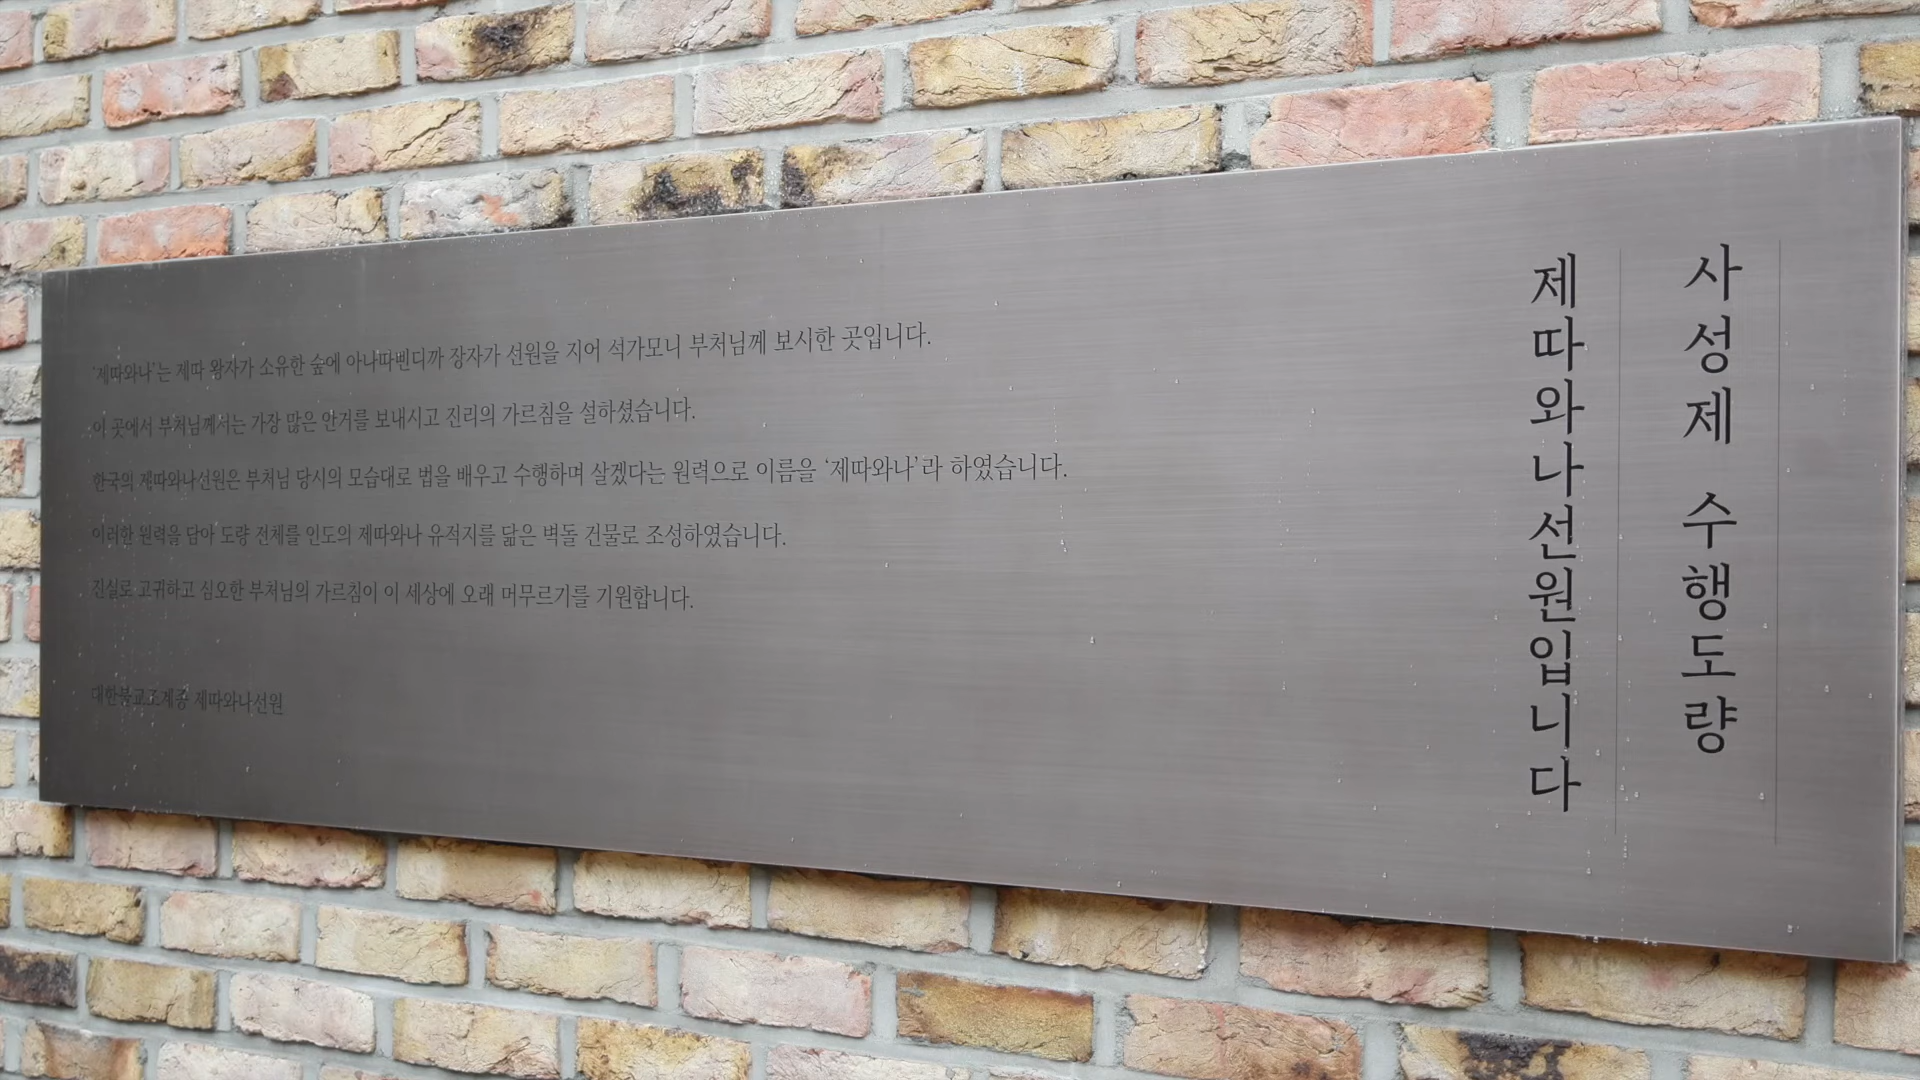 사성제 수행도량
제따와나선원입니다
‘제따와나’는 제따 왕자가 소유한 숲에 아나따삔디까 장자가 선원을 지어 석가모니 부처님께 보시한 곳입니다.
이 곳에서 부처님께서는 가장 많은 안거를 보내시고 진리의 가르침을 설하셨습니다.
한국의 제따와나선원은 부처님 당시의 모습대로 법을 배우고 수행하며 살겠다는 원력으로 이름을 ‘제따와나’라 하였습니다.
이러한 원력을 담아 도량 전체를 인도의 제따와나 유적지를 닮은 벽돌 건물로 조성하였습니다.
진실로 고귀하고 심오한 부처님의 가르침이 이 세상에 오래 머무르기를 기원합니다.
대한불교조계종 제따와나선원